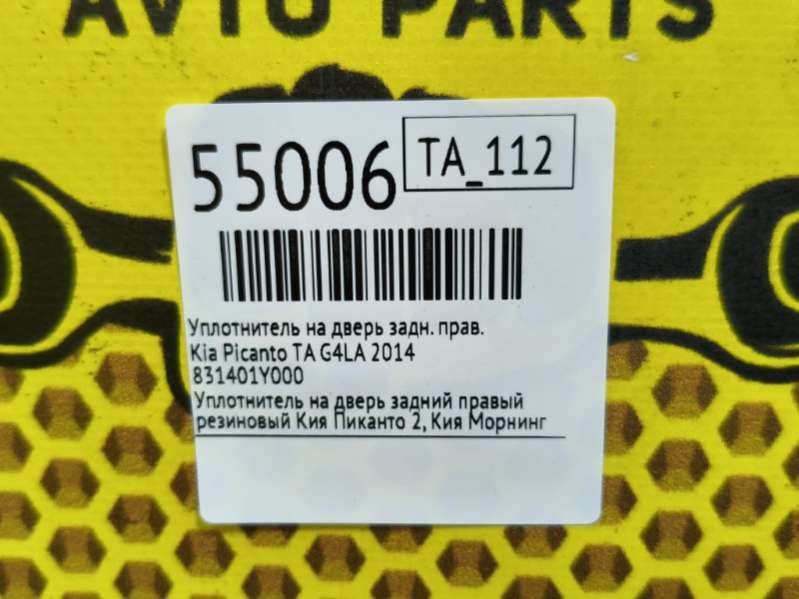 AUTO PARTS
55006
TA_112
Уплотнитель на дверь задн. прав.
Kia Picanto TA G4LA 2014
831401Y000
Уплотнитель на дверь задний правый
резиновый Кия Пиканто 2, Кия Морнинг